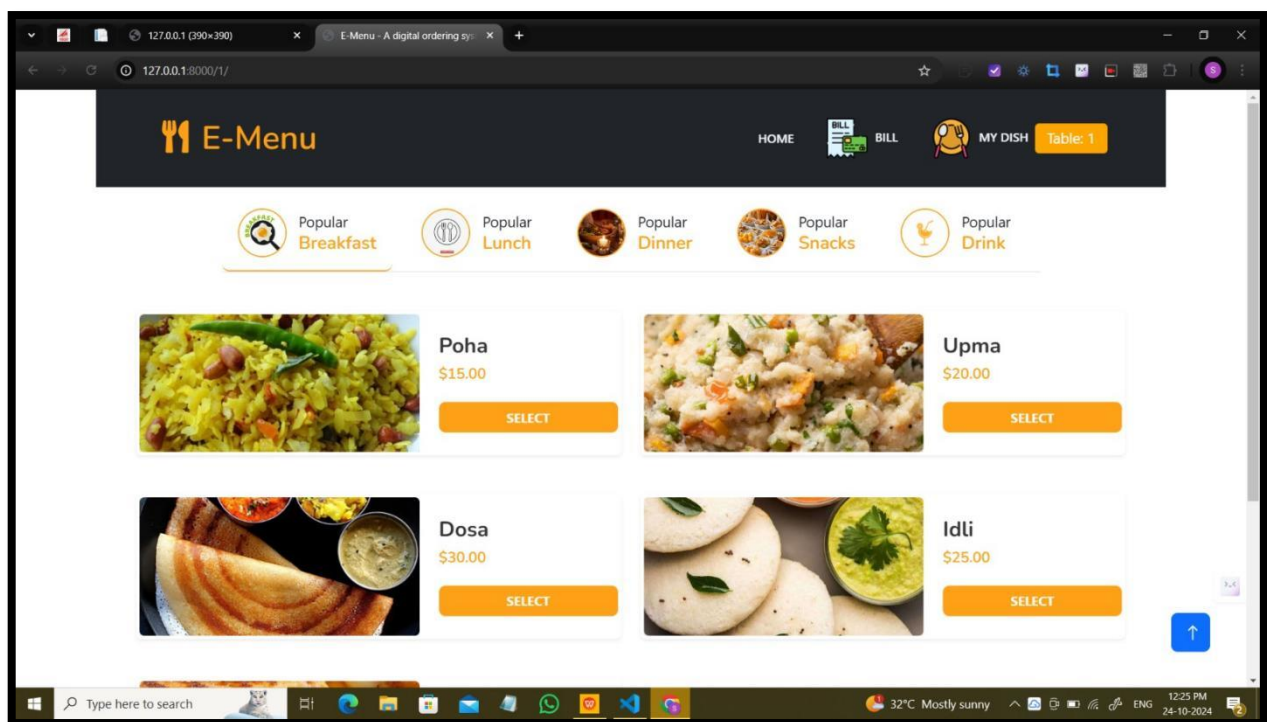 127.0.0.1 (390×390)
E-Menu - A digital ordering sys
127.0.0.1:8000/1/
S
E-Menu
HOME
BILL
BILL
MY DISH
Table: 1
BREAKFAST
Popular
Breakfast
Popular
Lunch
Popular
Dinner
Popular
Snacks
Popular
Drink
Poha
$15.00
SELECT
Upma
$20.00
SELECT
Dosa
$30.00
SELECT
Idli
$25.00
SELECT
Type here to search
32°C Mostly sunny
ENG
12:25 PM
24-10-2024
2